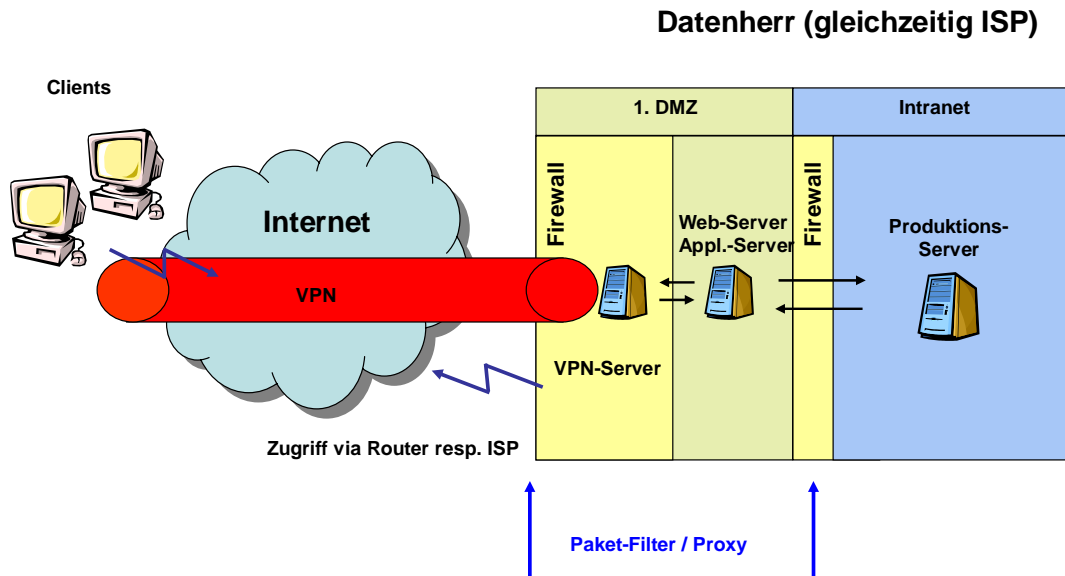 Datenherr (gleichzeitig ISP)
Clients
1. DMZ
Intranet
Internet
Firewall
Web-Server
Appl.-Server
Firewall
Produktions-
Server
VPN
VPN-Server
Zugriff via Router resp. ISP
Paket-Filter / Proxy